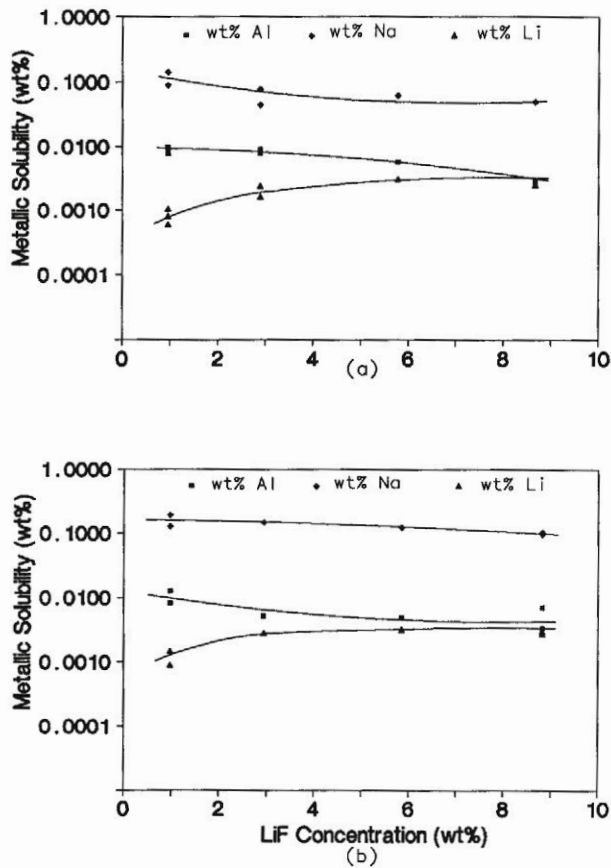 1.0000
wt% Al
wt% Na
wt% Li
0.1000
0.0100
0.0010
0.0001
Metallic Solubility (wt%)
0
2
4
6
8
10
(a)
1.0000
wt% Al
wt% Na
wt% Li
0.1000
0.0100
0.0010
0.0001
Metallic Solubility (wt%)
0
2
4
6
8
10
LiF Concentration (wt%)
(b)